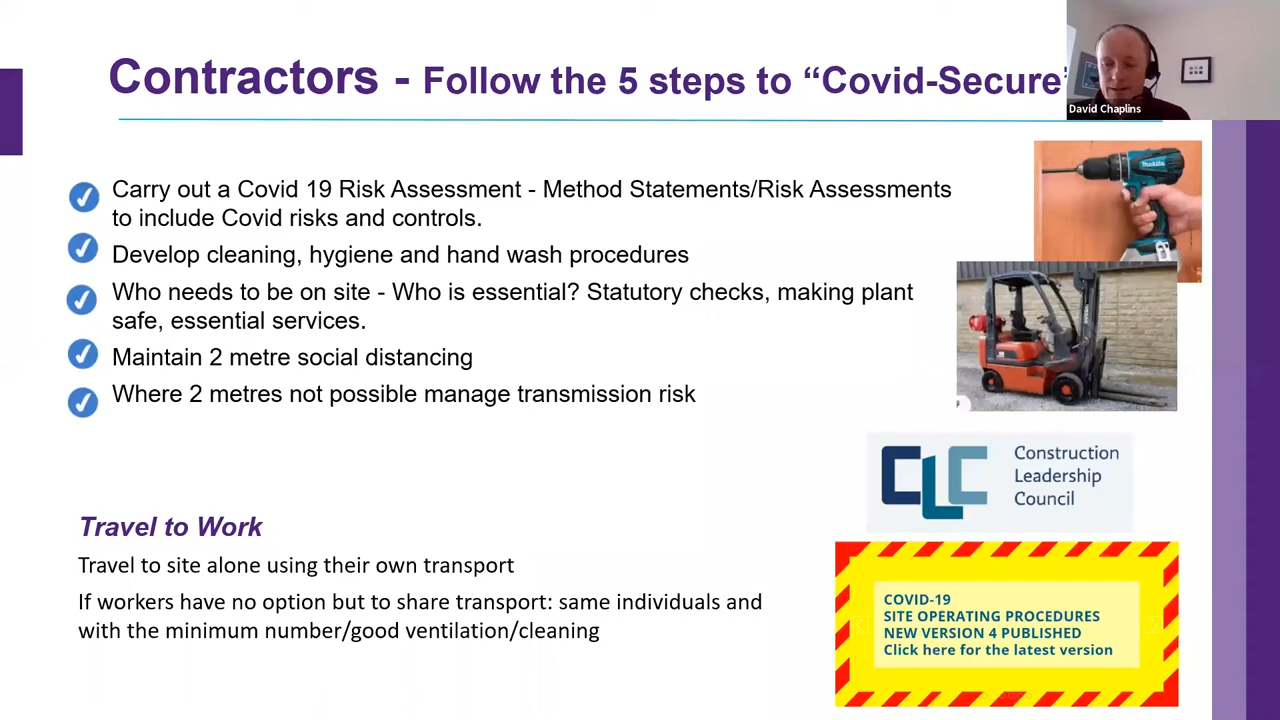 Contractors - Follow the 5 steps to “Covid-Secure”
David Chaplins
Carry out a Covid 19 Risk Assessment - Method Statements/Risk Assessments
to include Covid risks and controls.
Develop cleaning, hygiene and hand wash procedures
Who needs to be on site - Who is essential? Statutory checks, making plant
safe, essential services.
Maintain 2 metre social distancing
Where 2 metres not possible manage transmission risk
makita
CLC
Construction
Leadership
Council
Travel to Work
Travel to site alone using their own transport
If workers have no option but to share transport: same individuals and
with the minimum number/good ventilation/cleaning
COVID-19
SITE OPERATING PROCEDURES
NEW VERSION 4 PUBLISHED
Click here for the latest version